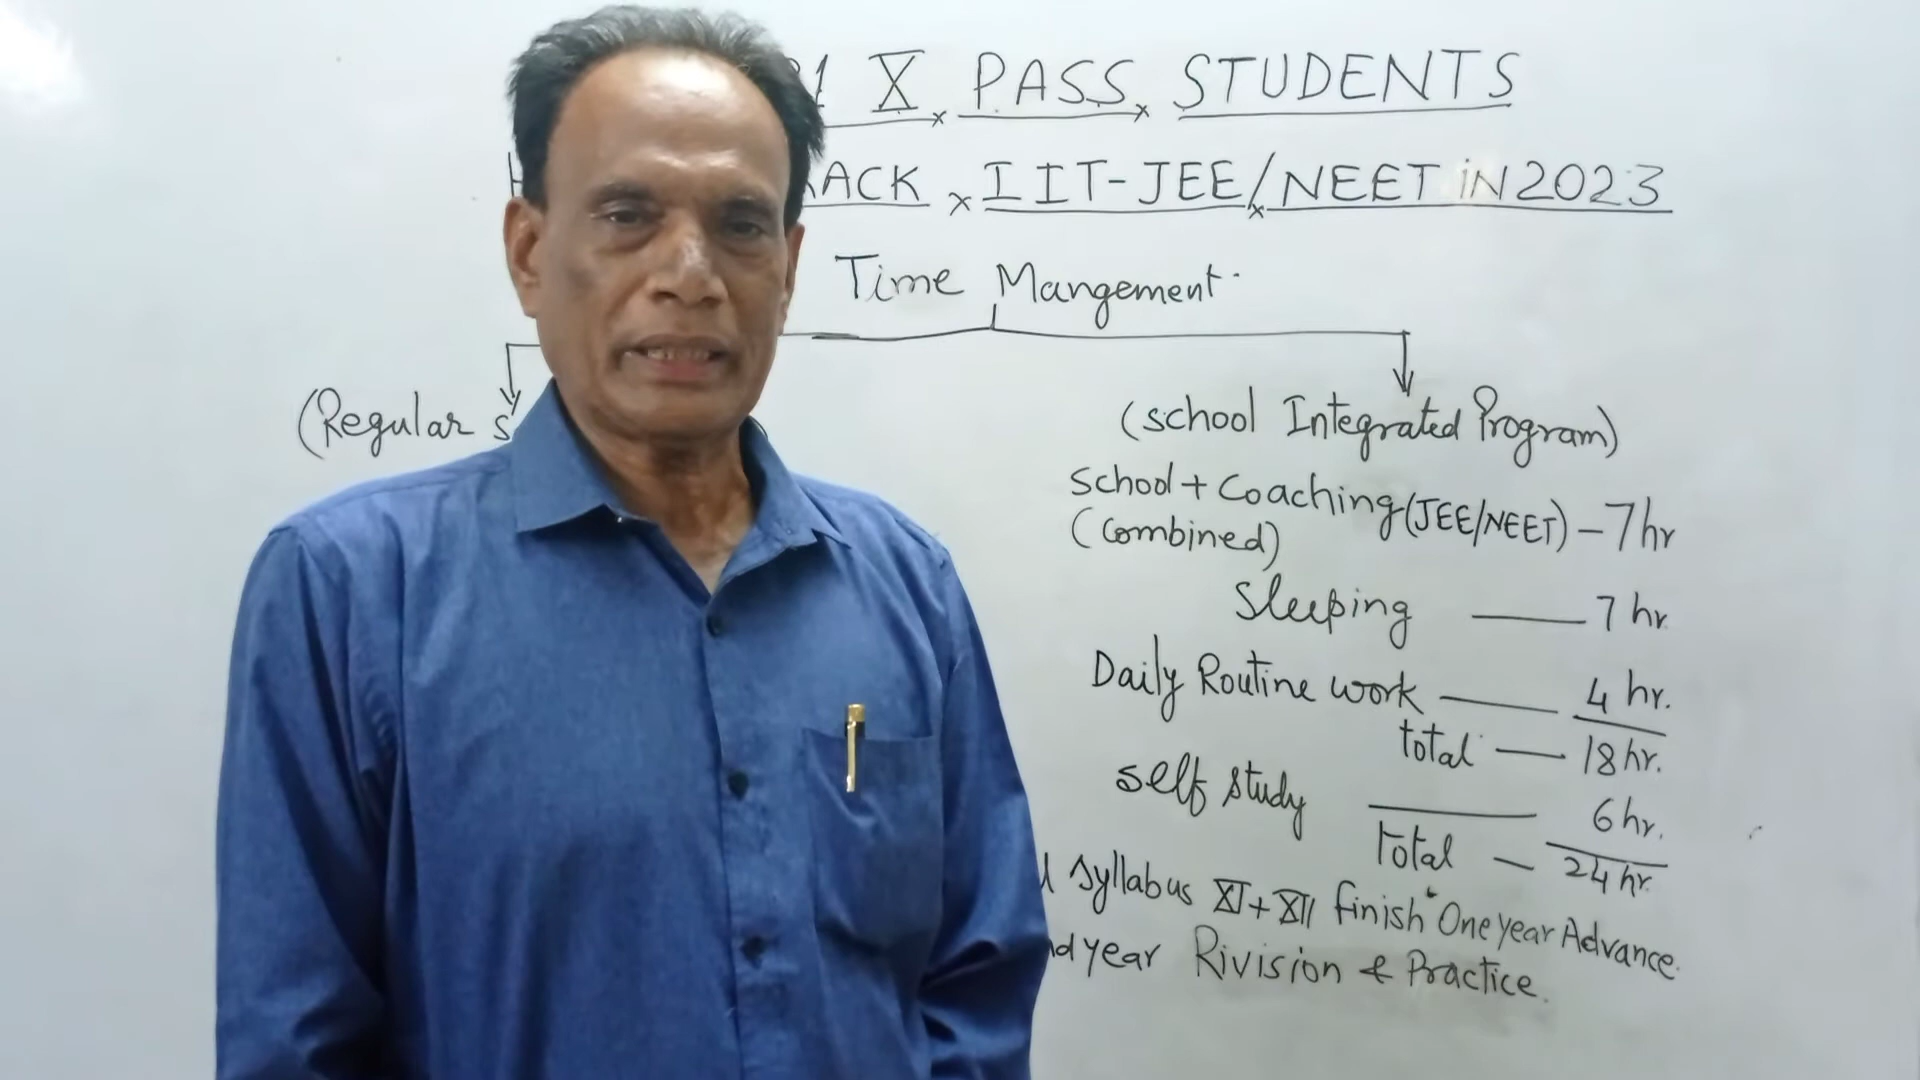 X PASS STUDENTS
IIT-JEE/NEET iN 2023
Time Mangement
(Regular
(School Integrated Program)
School + Coaching (JEE/NEET) - 7 hr
(Combined)
Sleeping — 7 hr.
Daily Routine work — 4 hr.
total — 18 hr.
self study — 6 hr.
Total — 24 hr.
syllabus XI + XII finish One year Advance.
year Rivision & Practice.